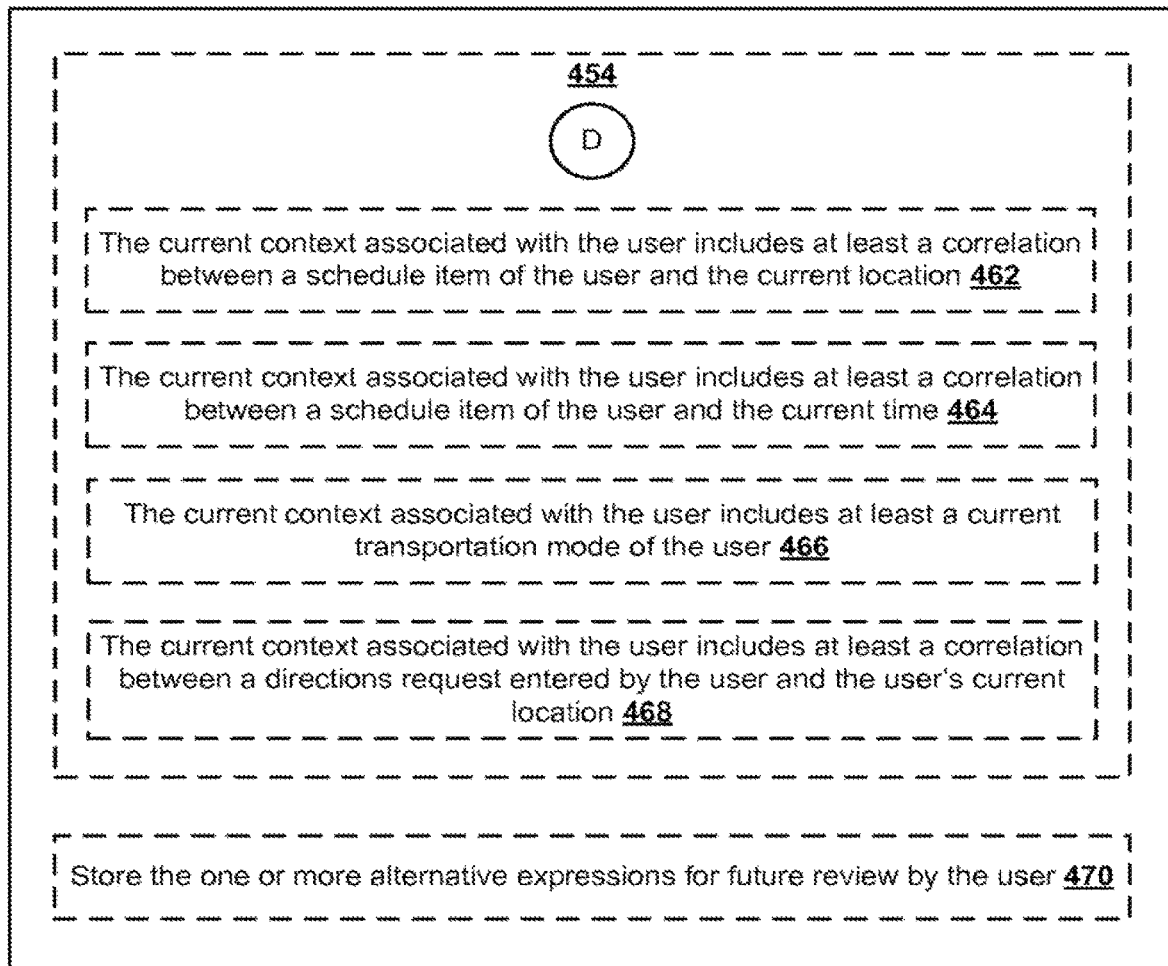 454
D
The current context associated with the user includes at least a correlation
between a schedule item of the user and the current location 462
The current context associated with the user includes at least a correlation
between a schedule item of the user and the current time 464
The current context associated with the user includes at least a current
transportation mode of the user 466
The current context associated with the user includes at least a correlation
between a directions request entered by the user and the user's current
location 468
Store the one or more alternative expressions for future review by the user 470